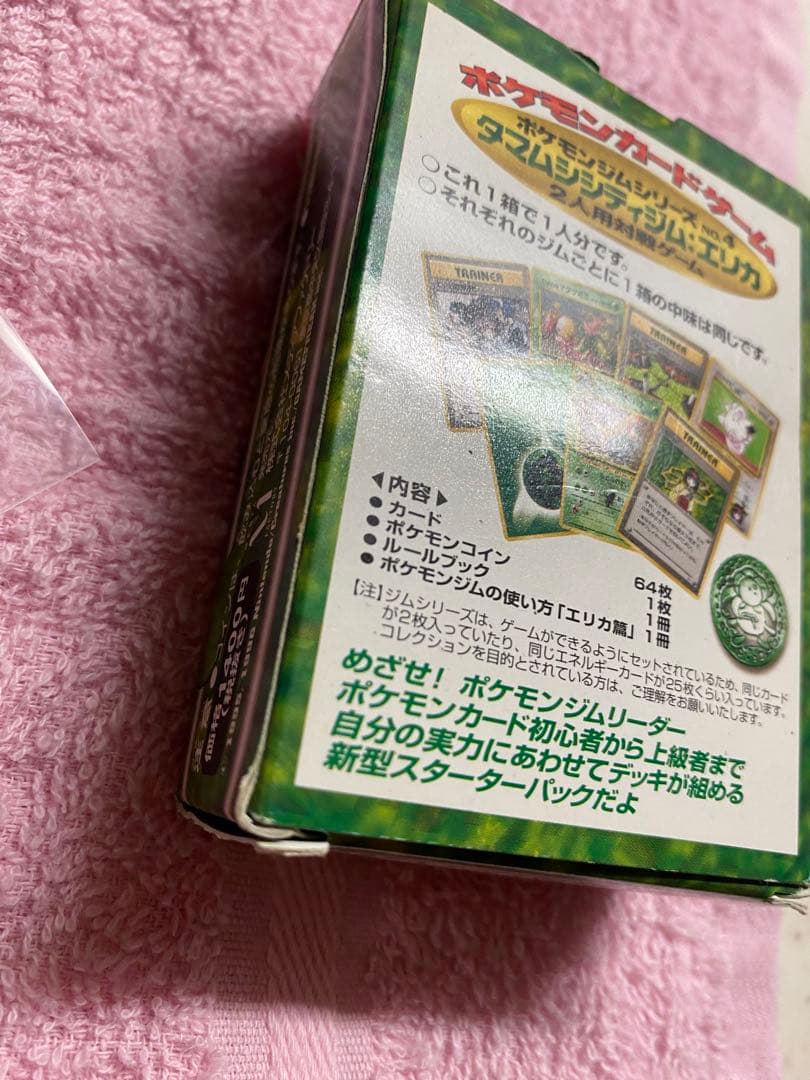 ポケモンカードゲーム
ポケモンジムシリーズ NO.4
タマムシシティジム:エリカ
2人用対戦ゲーム
○これ1箱で1人分です。
○それぞれのジムごとに1箱の中味は同じです。
TRAINER
TRAINER
TRAINER
◀内容▶
●カード 64枚
●ポケモンコイン 1枚
●ルールブック 1冊
●ポケモンジムの使い方「エリカ篇」 1冊
【注】ジムシリーズは、ゲームができるようにセットされているため、同じカード
が2枚入っていたり、同じエネルギーカードが25枚くらい入っています。
コレクションを目的とされている方は、ご理解をお願いいたします。
めざせ! ポケモンジムリーダー
ポケモンカード初心者から上級者まで
自分の実力にあわせてデッキが組める
新型スターターパックだよ
価格1400円
(税抜き)